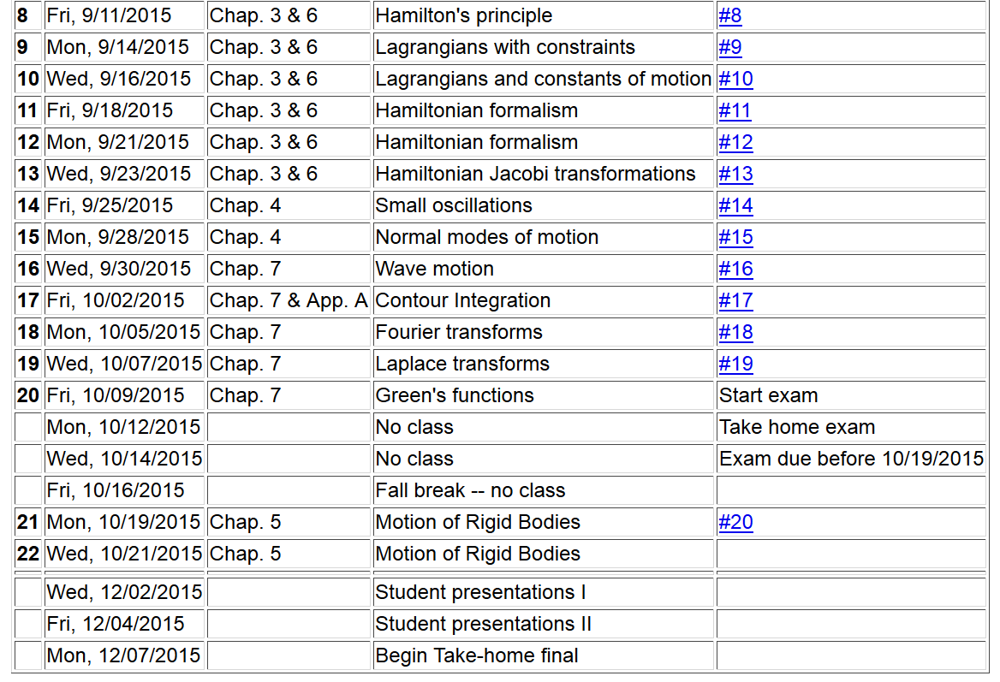 8 Fri, 9/11/2015 Chap. 3 & 6 Hamilton's principle #8
9 Mon, 9/14/2015 Chap. 3 & 6 Lagrangians with constraints #9
10 Wed, 9/16/2015 Chap. 3 & 6 Lagrangians and constants of motion #10
11 Fri, 9/18/2015 Chap. 3 & 6 Hamiltonian formalism #11
12 Mon, 9/21/2015 Chap. 3 & 6 Hamiltonian formalism #12
13 Wed, 9/23/2015 Chap. 3 & 6 Hamiltonian Jacobi transformations #13
14 Fri, 9/25/2015 Chap. 4 Small oscillations #14
15 Mon, 9/28/2015 Chap. 4 Normal modes of motion #15
16 Wed, 9/30/2015 Chap. 7 Wave motion #16
17 Fri, 10/02/2015 Chap. 7 & App. A Contour Integration #17
18 Mon, 10/05/2015 Chap. 7 Fourier transforms #18
19 Wed, 10/07/2015 Chap. 7 Laplace transforms #19
20 Fri, 10/09/2015 Chap. 7 Green's functions Start exam
Mon, 10/12/2015 No class Take home exam
Wed, 10/14/2015 No class Exam due before 10/19/2015
Fri, 10/16/2015 Fall break -- no class
21 Mon, 10/19/2015 Chap. 5 Motion of Rigid Bodies #20
22 Wed, 10/21/2015 Chap. 5 Motion of Rigid Bodies
Wed, 12/02/2015 Student presentations I
Fri, 12/04/2015 Student presentations II
Mon, 12/07/2015 Begin Take-home final